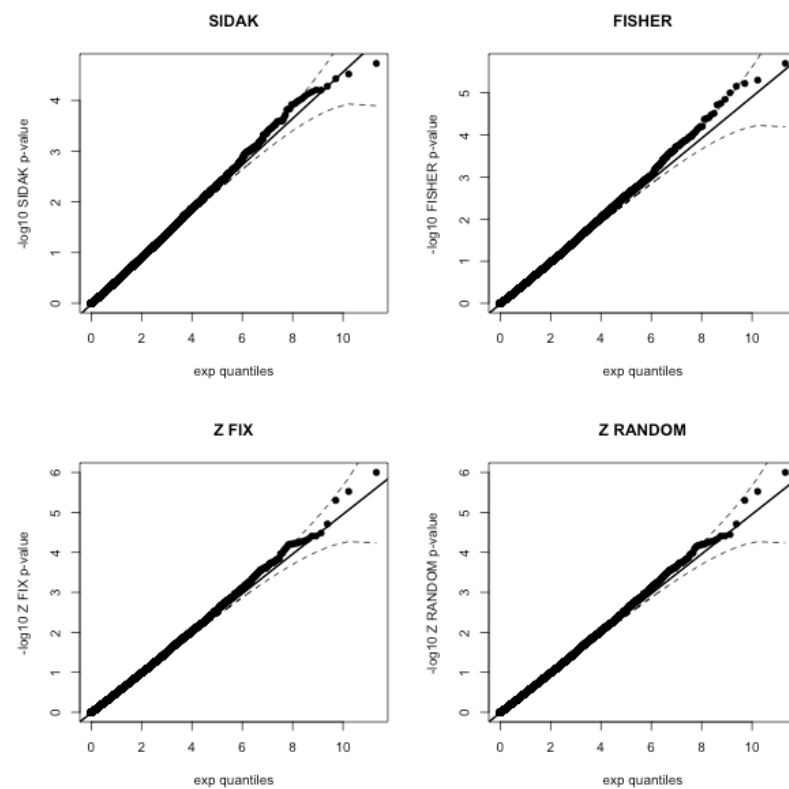 SIDAK
-log10 SIDAK p-value
4
3
2
1
0
0 2 4 6 8 10
exp quantiles
FISHER
-log10 FISHER p-value
5
4
3
2
1
0
0 2 4 6 8 10
exp quantiles
Z FIX
-log10 Z FIX p-value
6
5
4
3
2
1
0
0 2 4 6 8 10
exp quantiles
Z RANDOM
-log10 Z RANDOM p-value
6
5
4
3
2
1
0
0 2 4 6 8 10
exp quantiles